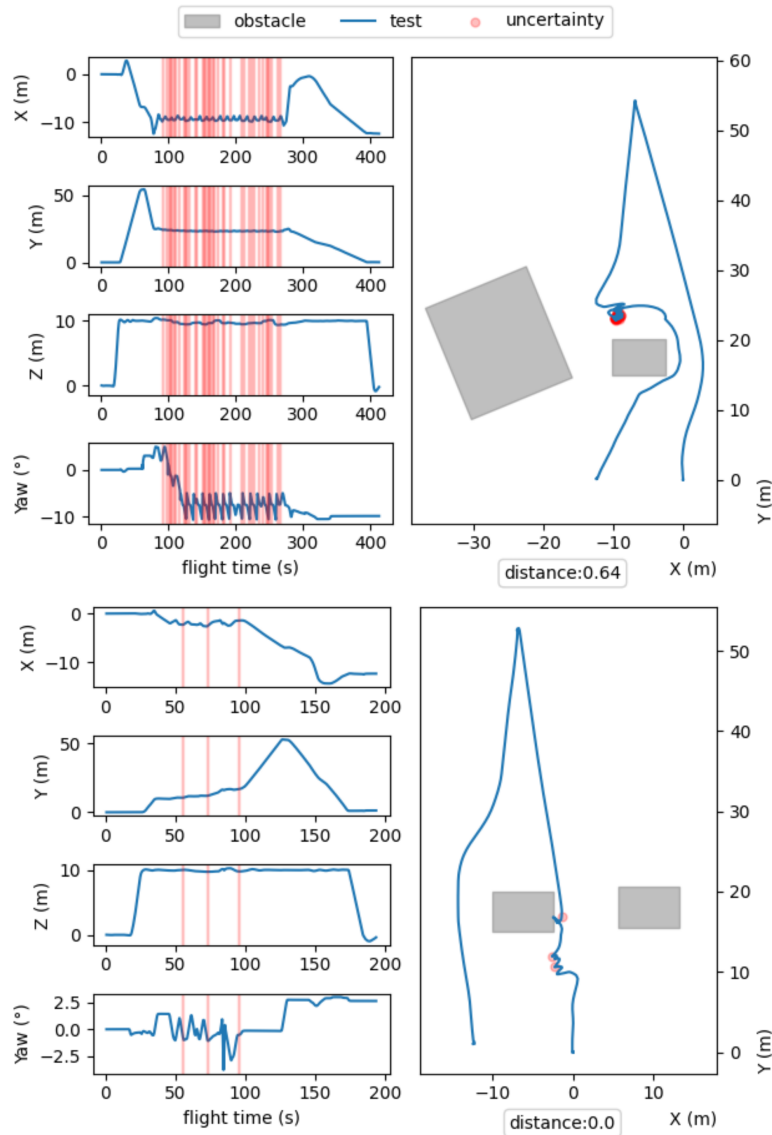 obstacle test uncertainty
X (m)
0
−10
0 100 200 300 400
Y (m)
50
0
0 100 200 300 400
Z (m)
10
0
0 100 200 300 400
Yaw (°)
0
−10
0 100 200 300 400
flight time (s)
60
50
40
30
20
10
0
Y (m)
−30 −20 −10 0
distance:0.64 X (m)
X (m)
0
−10
0 50 100 150 200
Y (m)
50
0
0 50 100 150 200
Z (m)
10
0
0 50 100 150 200
Yaw (°)
2.5
0.0
−2.5
0 50 100 150 200
flight time (s)
50
40
30
20
10
0
Y (m)
−10 0 10
distance:0.0 X (m)